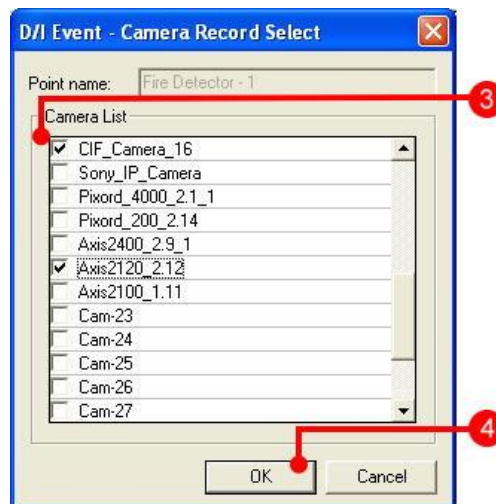 D/I Event - Camera Record Select
Point name: Fire Detector - 1
3
Camera List
CIF_Camera_16
Sony_IP_Camera
Pixord_4000_2.1_1
Pixord_200_2.14
Axis2400_2.9_1
Axis2120_2.12
Axis2100_1.11
Cam-23
Cam-24
Cam-25
Cam-26
Cam-27
4
OK Cancel